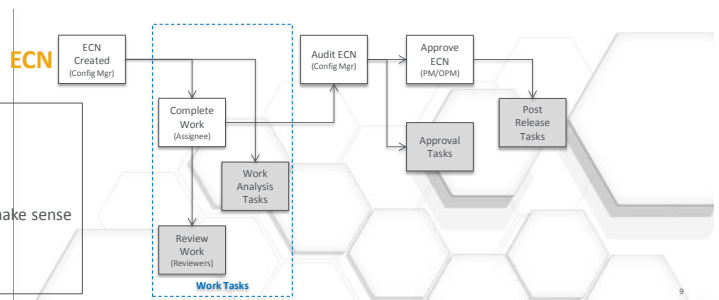 ECN
ECN
Created
(Config Mgr)
Audit ECN
(Config Mgr)
Approve
ECN
(PM/OPM)
Complete
Work
(Assignee)
Post
Release
Tasks
Approval
Tasks
Work
Analysis
Tasks
make sense
Review
Work
(Reviewers)
Work Tasks
9